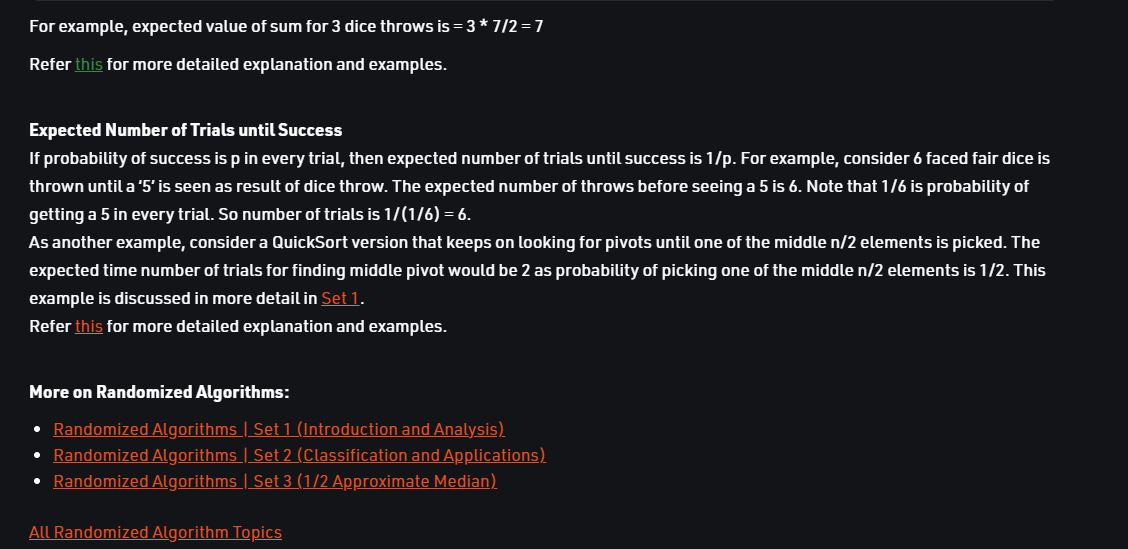 For example, expected value of sum for 3 dice throws is = 3 * 7/2 = 7
Refer this for more detailed explanation and examples.
Expected Number of Trials until Success
If probability of success is p in every trial, then expected number of trials until success is 1/p. For example, consider 6 faced fair dice is
thrown until a ‘5’ is seen as result of dice throw. The expected number of throws before seeing a 5 is 6. Note that 1/6 is probability of
getting a 5 in every trial. So number of trials is 1/(1/6) = 6.
As another example, consider a QuickSort version that keeps on looking for pivots until one of the middle n/2 elements is picked. The
expected time number of trials for finding middle pivot would be 2 as probability of picking one of the middle n/2 elements is 1/2. This
example is discussed in more detail in Set 1.
Refer this for more detailed explanation and examples.
More on Randomized Algorithms:
• Randomized Algorithms | Set 1 (Introduction and Analysis)
• Randomized Algorithms | Set 2 (Classification and Applications)
• Randomized Algorithms | Set 3 (1/2 Approximate Median)
All Randomized Algorithm Topics